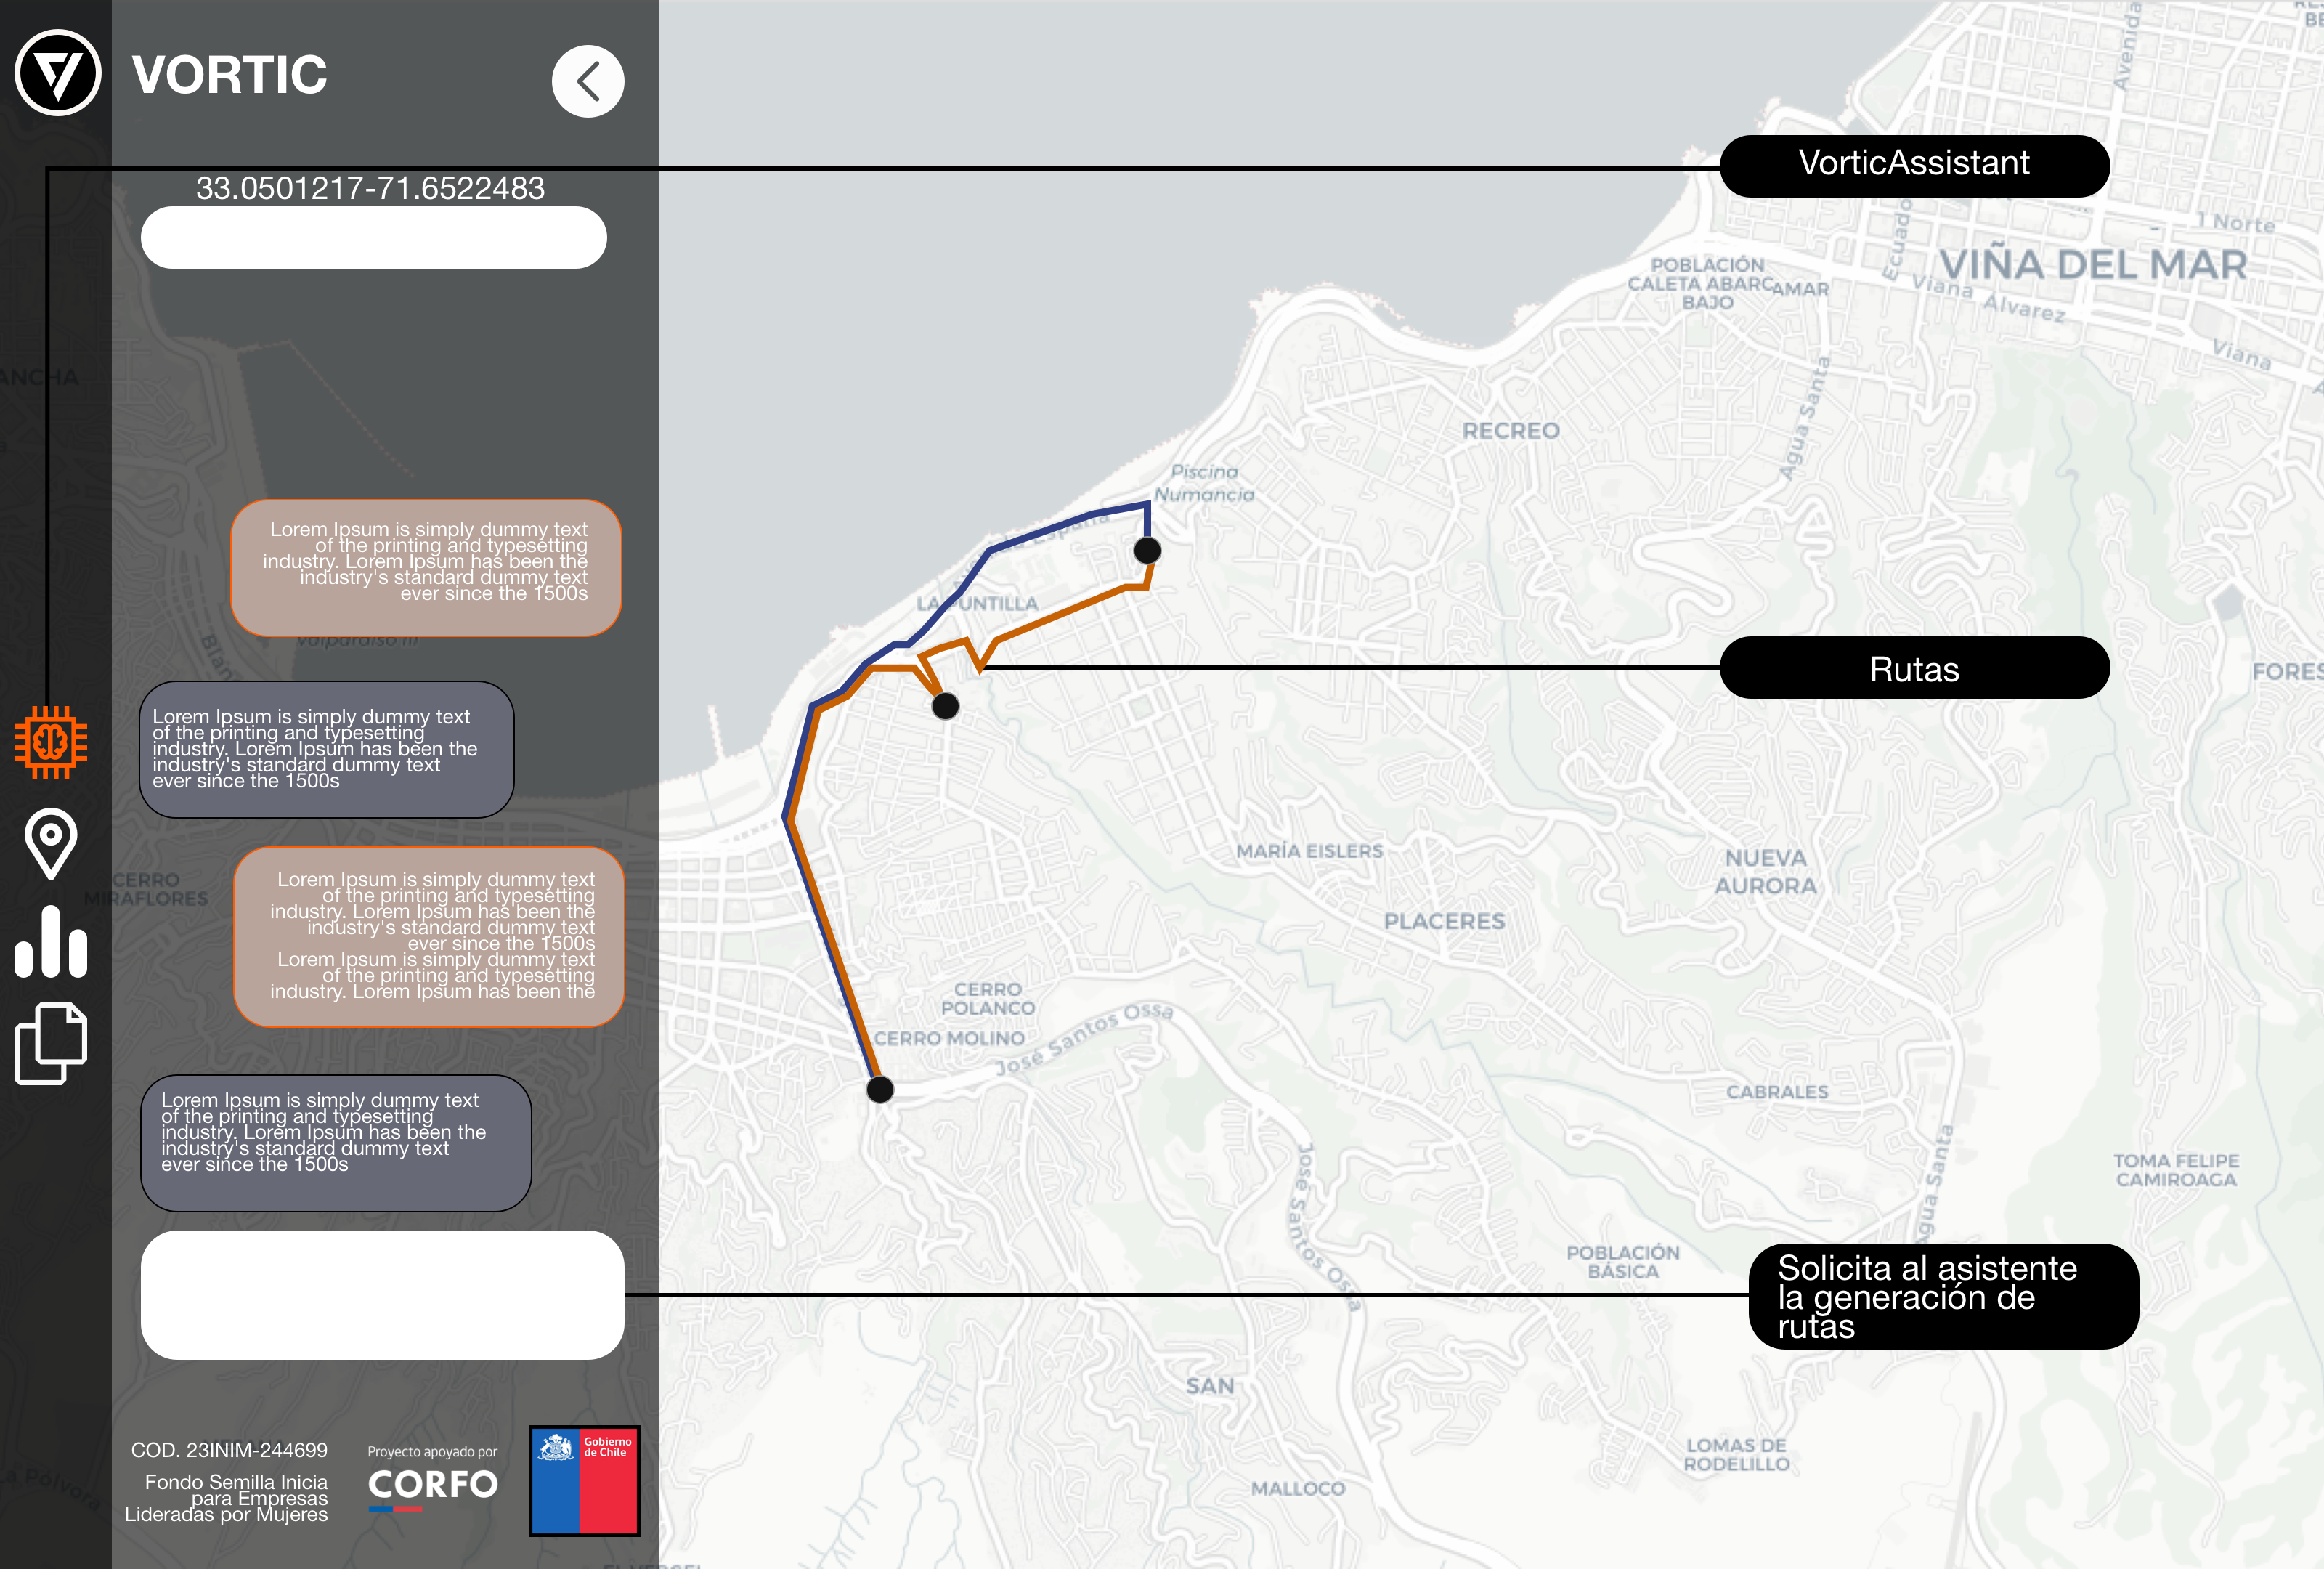 VORTIC
33.0501217-71.6522483
Lorem Ipsum is simply dummy text
of the printing and typesetting
industry. Lorem Ipsum has been the
industry's standard dummy text
ever since the 1500s
Lorem Ipsum is simply dummy text
of the printing and typesetting
industry. Lorem Ipsum has been the
industry's standard dummy text
ever since the 1500s
Lorem Ipsum is simply dummy text
of the printing and typesetting
industry. Lorem Ipsum has been the
industry's standard dummy text
ever since the 1500s
Lorem Ipsum is simply dummy text
of the printing and typesetting
industry. Lorem Ipsum has been the
Lorem Ipsum is simply dummy text
of the printing and typesetting
industry. Lorem Ipsum has been the
industry's standard dummy text
ever since the 1500s
COD. 23INIM-244699
Fondo Semilla Inicia
para Empresas
Lideradas por Mujeres
Proyecto apoyado por
CORFO
Gobierno
de Chile
VorticAssistant
Rutas
Solicita al asistente
la generación de
rutas
Avenida
1 Norte
Ecuador
VIÑA DEL MAR
POBLACIÓN
CALETA ABARC
BAJO
AMAR
Viana
Álvarez
Viana
Agua Santa
RECREO
Piscina
Numancia
LA PUNTILLA
FORES
MARÍA EISLERS
NUEVA
AURORA
PLACERES
CERRO
MIRAFLORES
CERRO
POLANCO
CERRO MOLINO
José Santos Ossa
José Santos Ossa
CABRALES
Agua Santa
TOMA FELIPE
CAMIROAGA
POBLACIÓN
BÁSICA
SAN
LOMAS DE
RODELILLO
MALLOCO
La Pólvora